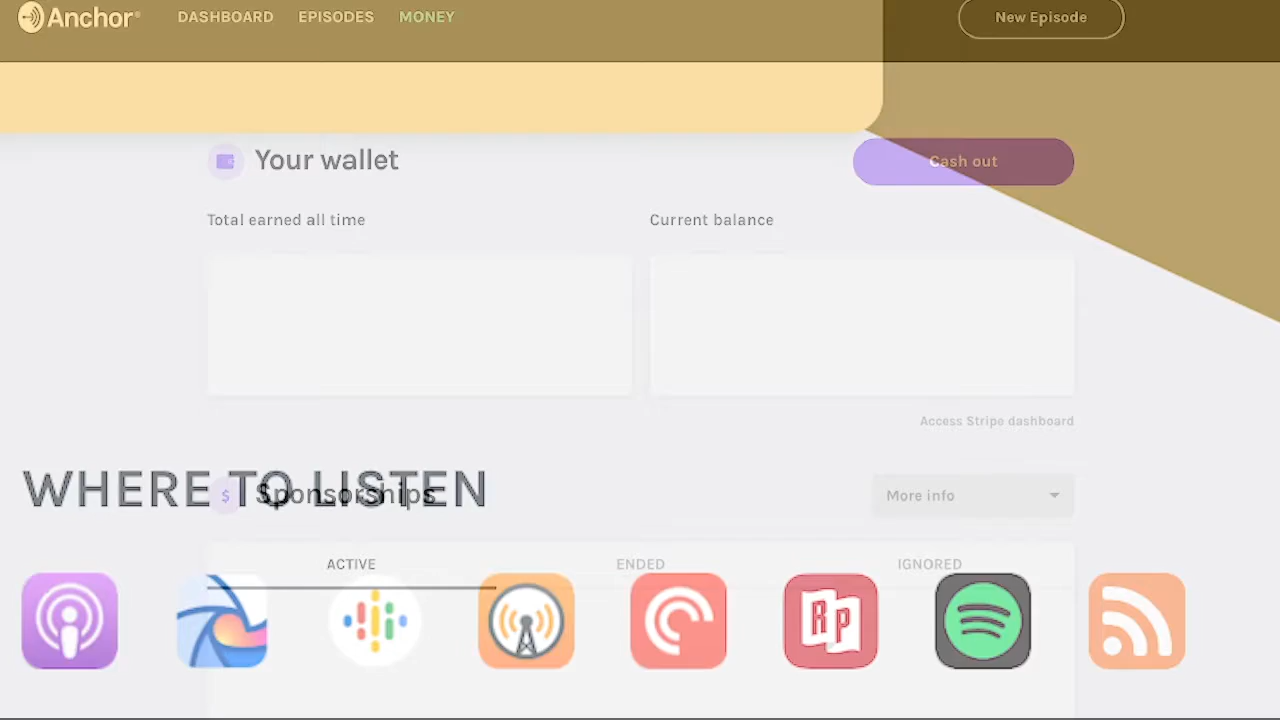 Anchor
DASHBOARD EPISODES MONEY
New Episode
Your wallet
Cash out
Total earned all time
Current balance
Access Stripe dashboard
WHERE TO LISTEN
$ Sponsorships
More info
ACTIVE
ENDED
IGNORED
Rp